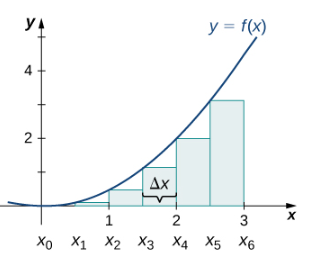 y
y = f(x)
4
2
Δx
1 2 3 x
x₀ x₁ x₂ x₃ x₄ x₅ x₆